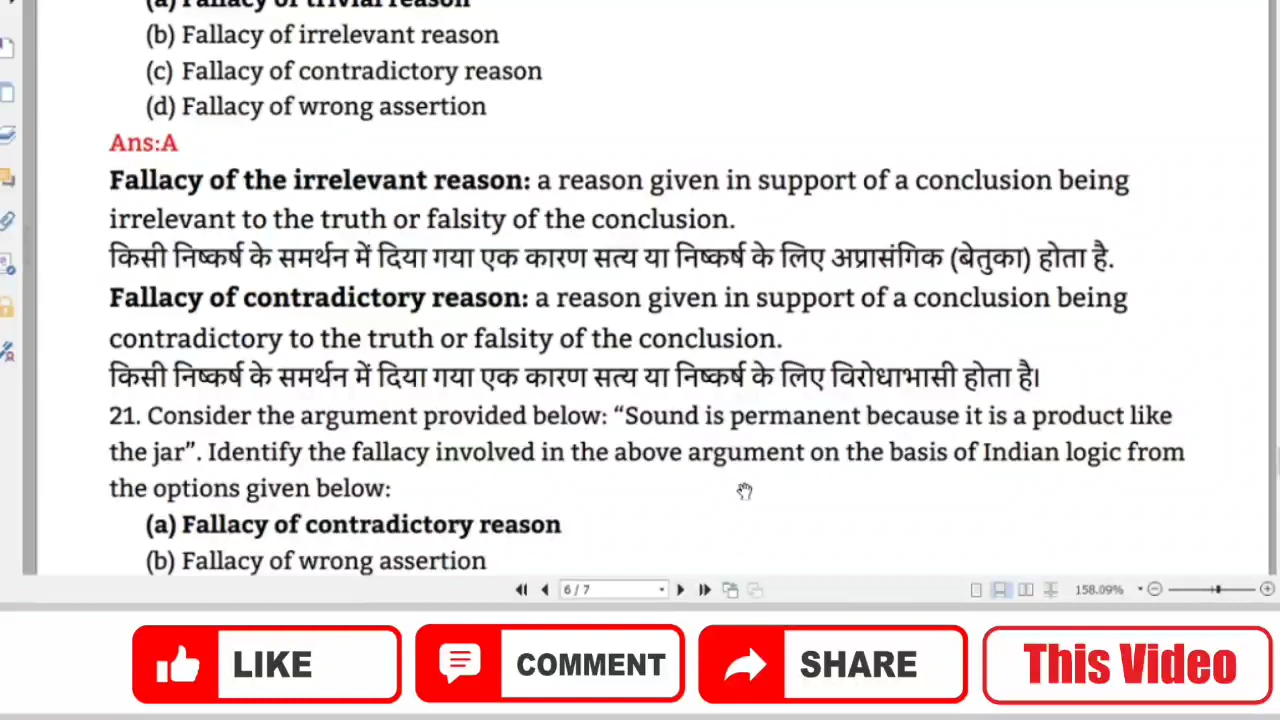 (a) Fallacy of trivial reason
(b) Fallacy of irrelevant reason
(c) Fallacy of contradictory reason
(d) Fallacy of wrong assertion
Ans:A
Fallacy of the irrelevant reason: a reason given in support of a conclusion being
irrelevant to the truth or falsity of the conclusion.
किसी निष्कर्ष के समर्थन में दिया गया एक कारण सत्य या निष्कर्ष के लिए अप्रासंगिक (बेतुका) होता है.
Fallacy of contradictory reason: a reason given in support of a conclusion being
contradictory to the truth or falsity of the conclusion.
किसी निष्कर्ष के समर्थन में दिया गया एक कारण सत्य या निष्कर्ष के लिए विरोधाभासी होता है।
21. Consider the argument provided below: “Sound is permanent because it is a product like
the jar”. Identify the fallacy involved in the above argument on the basis of Indian logic from
the options given below:
(a) Fallacy of contradictory reason
(b) Fallacy of wrong assertion
6 / 7
158.09%
LIKE
COMMENT
SHARE
This Video